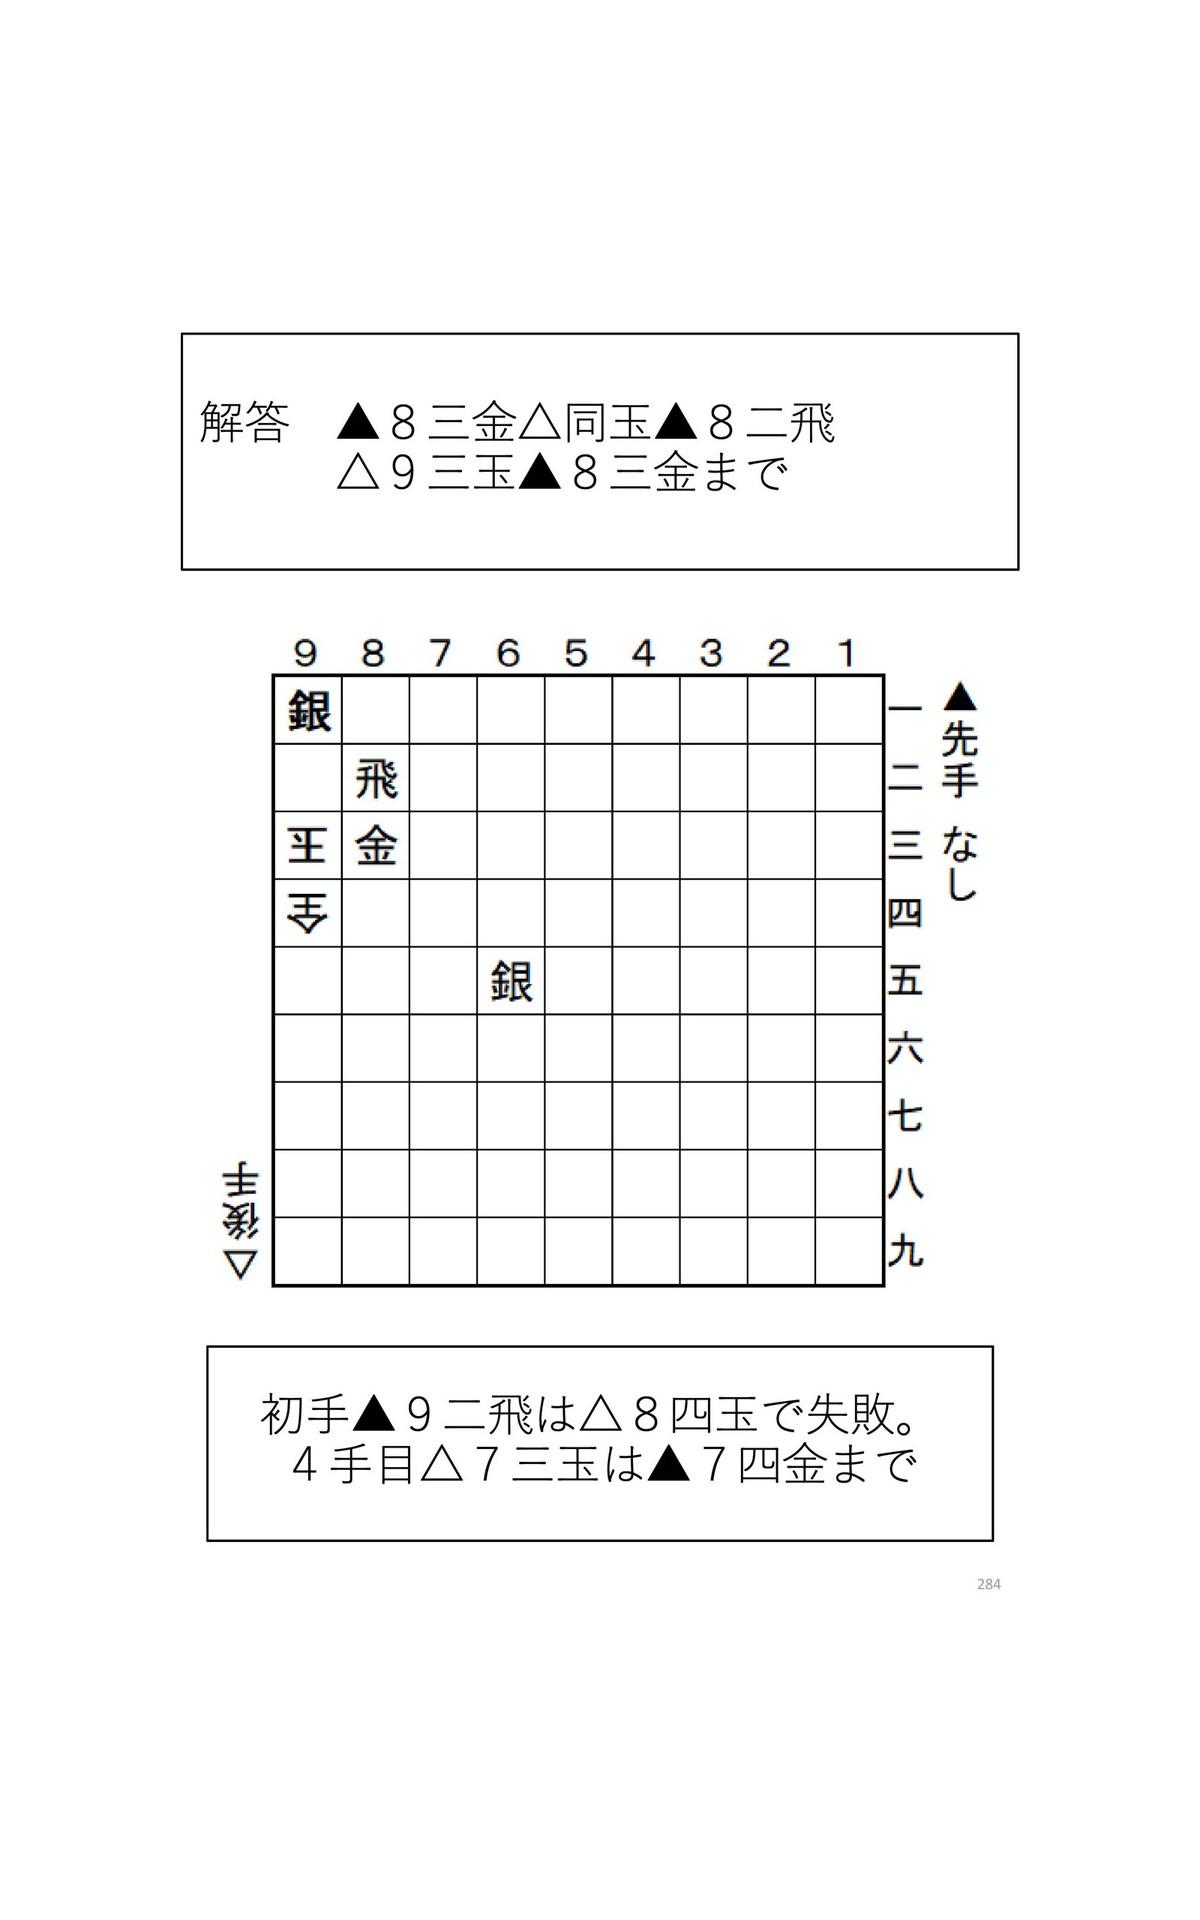 解答　▲８三金△同玉▲８二飛
△９三玉▲８三金まで
9 8 7 6 5 4 3 2 1
銀 一
飛 二
王 金 三
全 四
銀 五
六
七
八
九
▲先手 なし
△後手
初手▲９二飛は△８四玉で失敗。
４手目△７三玉は▲７四金まで
284